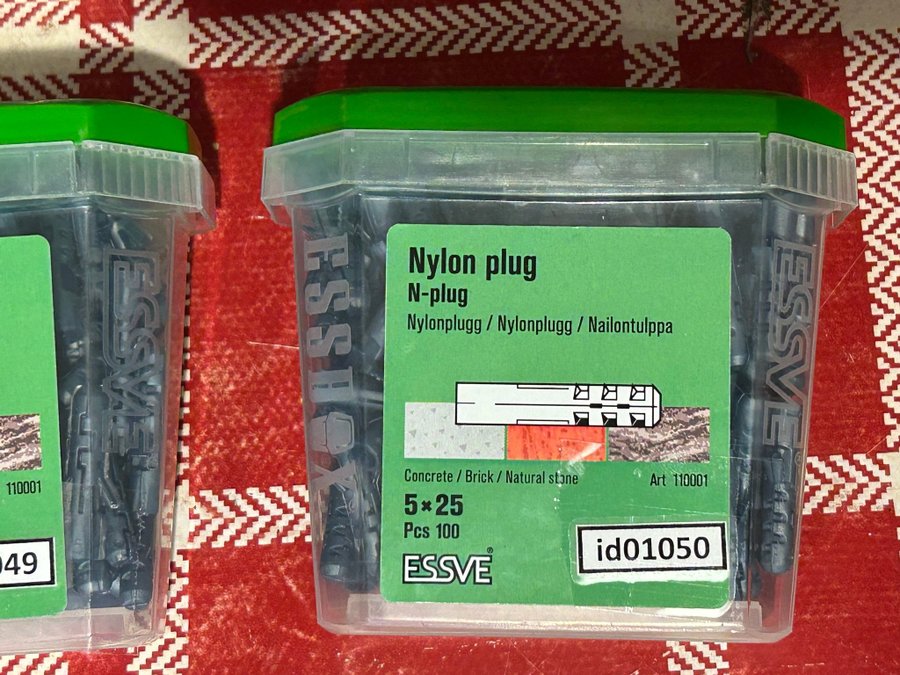 Nylon plug
N-plug
Nylonplugg / Nylonplugg / Nailontulppa
Concrete / Brick / Natural stone
Art 110001
5×25
Pcs 100
ESSVE®
id01050
ESSBOX
ESSVE
110001
049
ESSVE